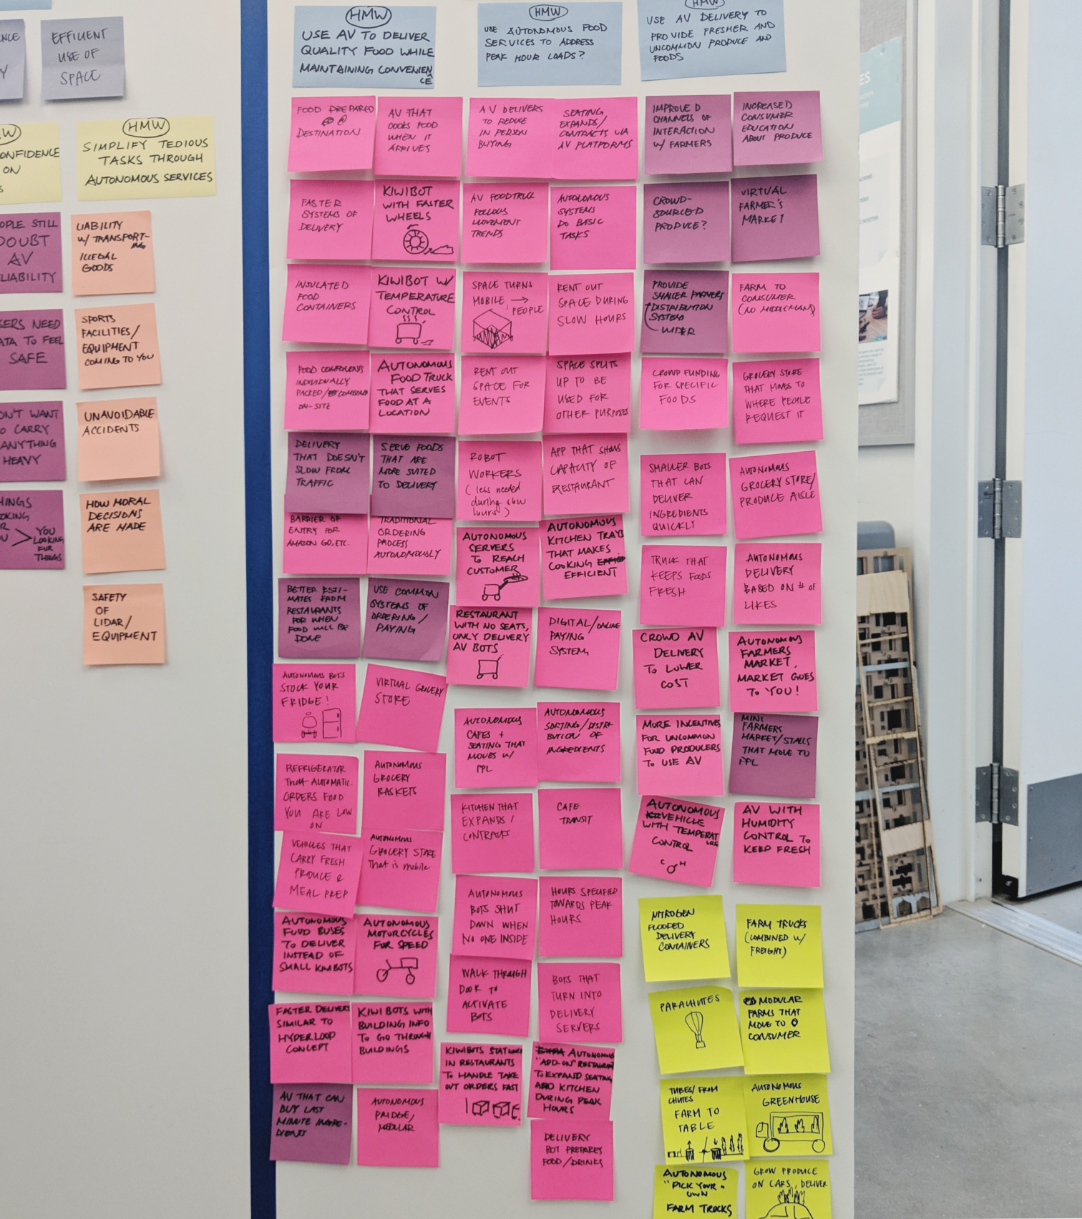 EFFICIENT
USE OF
SPACE
HMW
SIMPLIFY TEDIOUS
TASKS THROUGH
AUTONOMOUS SERVICES
ONFIDENCE
ON
OPLE STILL
DOUBT
AV
LIABILITY
SERS NEED
ATA TO FEEL
SAFE
ON'T WANT
O CARRY
ANYTHING
HEAVY
HINGS
OKING
YOU
LOOKING
FOR
THINGS
LIABILITY
W/ TRANSPORT-
ING
ILLEGAL
GOODS
SPORTS
FACILITIES/
EQUIPMENT
COMING TO YOU
UNAVOIDABLE
ACCIDENTS
HOW MORAL
DECISIONS
ARE MADE
SAFETY
OF
LIDAR/
EQUIPMENT
HMW
USE AV TO DELIVER
QUALITY FOOD WHILE
MAINTAINING CONVENIEN
CE
FOOD PREPARED
@
DESTINATION
AV THAT
COOKS FOOD
WHEN IT
ARRIVES
FASTER
SYSTEMS OF
DELIVERY
KIWIBOT
WITH FASTER
WHEELS
INSULATED
FOOD
CONTAINERS
KIWIBOT W/
TEMPERATURE
CONTROL
FOOD COMPONENTS
INDIVIDUALLY
PACKED/ COMBINED
ON-SITE
AUTONOMOUS
FOOD TRUCK
THAT SERVES
FOOD AT A
LOCATION
DELIVERY
THAT DOESN'T
SLOW FROM
TRAFFIC
SERVE FOODS
THAT ARE
MORE SUITED
TO DELIVERY
BARRIER OF
ENTRY FOR
AMAZON GO, ETC.
TRADITIONAL
ORDERING
PROCESS
AUTONOMOUSLY
BETTER ESTI-
MATES FROM
RESTAURANTS
FOR WHEN
FOOD WILL BE
DONE
USE COMMON
SYSTEMS OF
ORDERING/
PAYING
AUTONOMOUS BOTS
STOCK YOUR
FRIDGE!
VIRTUAL GROCERY
STORE
REFRIGERATOR
THAT AUTOMATIC.
ORDERS FOOD
YOU ARE LOW
ON
AUTONOMOUS
GROCERY
BASKETS
VEHICLES THAT
CARRY FRESH
PRODUCE &
MEAL PREP
AUTONOMOUS
GROCERY STORE
that is mobile
AUTONOMOUS
FOOD BUSES
TO DELIVER
INSTEAD OF
SMALL KIWIBOTS
AUTONOMOUS
MOTORCYCLES
FOR SPEED
FASTER DELIVERY
SIMILAR TO
HYPERLOOP
CONCEPT
KIWI BOTS WITH
BUILDING INFO
TO GO THROUGH
BUILDINGS
AV THAT CAN
BUY LAST
MINUTE INGRE-
DIENTS
AUTONOMOUS
MODULAR
HMW
USE AUTONOMOUS FOOD
SERVICES TO ADDRESS
PEAK HOUR LOADS?
AV DELIVERS
TO REDUCE
IN PERSON
BUYING
SEATING
EXPANDS/
CONTRACTS VIA
AV PLATFORMS
AV FOODTRUCK
FOLLOWS
MOVEMENT
TRENDS
AUTONOMOUS
SYSTEMS
DO BASIC
TASKS
SPACE TURNS
MOBILE → PEOPLE
RENT OUT
SPACE DURING
SLOW HOURS
RENT OUT
SPACE FOR
EVENTS
SPACE SPLITS
UP TO BE
USED FOR
OTHER PURPOSES
ROBOT
WORKERS
(less needed
during slow
hours)
APP THAT SHOWS
CAPACITY OF
RESTAURANT
AUTONOMOUS
SERVERS
TO REACH
CUSTOMER
AUTONOMOUS
KITCHEN TRAYS
THAT MAKES
COOKING
EFFICIENT
RESTAURANT
WITH NO SEATS,
ONLY DELIVERY
AV BOTS
DIGITAL/ONLINE
PAYING
SYSTEMS
AUTONOMOUS
CAFES +
SEATING THAT
MOVES W/
PPL
AUTONOMOUS
SORTING/DISTRI-
BUTION OF
INGREDIENTS
KITCHEN THAT
EXPANDS/
CONTRACTS
CAFE
TRANSIT
AUTONOMOUS
BOTS SHUT
DOWN WHEN
NO ONE INSIDE
HOURS SPECIFIED
TOWARDS PEAK
HOURS
WALK THROUGH
DOOR TO
ACTIVATE
BOTS
BOTS THAT
TURN INTO
DELIVERY
SERVERS
KIWIBOTS STATIONED
IN RESTAURANTS
TO HANDLE TAKE
OUT ORDERS FAST
AUTONOMOUS
"ADD-ON" RESTAURANT
TO EXPAND SEATING
AND KITCHEN
DURING PEAK
HOURS
DELIVERY
BOT PREPARES
FOOD/DRINKS
HMW
USE AV DELIVERY TO
PROVIDE FRESHER AND
UNCOMMON PRODUCE AND
FOODS
IMPROVED
CHANNELS OF
INTERACTION
W/ FARMERS
INCREASED
CONSUMER
EDUCATION
ABOUT PRODUCE
CROWD-
SOURCED
PRODUCE?
VIRTUAL
FARMER'S
MARKET
PROVIDE
SMALLER FARMERS
DISTRIBUTION
SYSTEM
WIDER
FARM TO
CONSUMER
(NO MIDDLEGROUND)
CROWD FUNDING
FOR SPECIFIC
FOODS
GROCERY STORE
THAT MOVES TO
WHERE PEOPLE
REQUEST IT
SMALLER BOTS
THAT CAN
DELIVER
INGREDIENTS
QUICKLY
AUTONOMOUS
GROCERY STORE/
PRODUCE AISLE
TRUCK THAT
KEEPS FOODS
FRESH
AUTONOMOUS
DELIVERY
BASED ON # of
LIKES
CROWD AV
DELIVERY
TO LOWER
COST
AUTONOMOUS
FARMERS
MARKET,
MARKET GOES
TO YOU!
MORE INCENTIVES
FOR UNCOMMON
FOOD PRODUCERS
TO USE AV
MINI
FARMERS
MARKET/STALLS
THAT MOVE TO
PPL
AUTONOMOUS
VEHICLE
WITH TEMPERATURE
CONTROL
C H
AV WITH
HUMIDITY
CONTROL TO
KEEP FRESH
NITROGEN
FLOODED
DELIVERY
CONTAINERS
FARM TRUCKS
(COMBINED W/
FREIGHT)
PARACHUTES
MODULAR
FARMS THAT
MOVE TO
CONSUMER
TUBES/FROM
CHUTES
FARM TO
TABLE
AUTONOMOUS
GREENHOUSE
AUTONOMOUS
"PICK YOUR
OWN
FARM TRUCKS
GROW PRODUCE
ON CARS, DELIVER